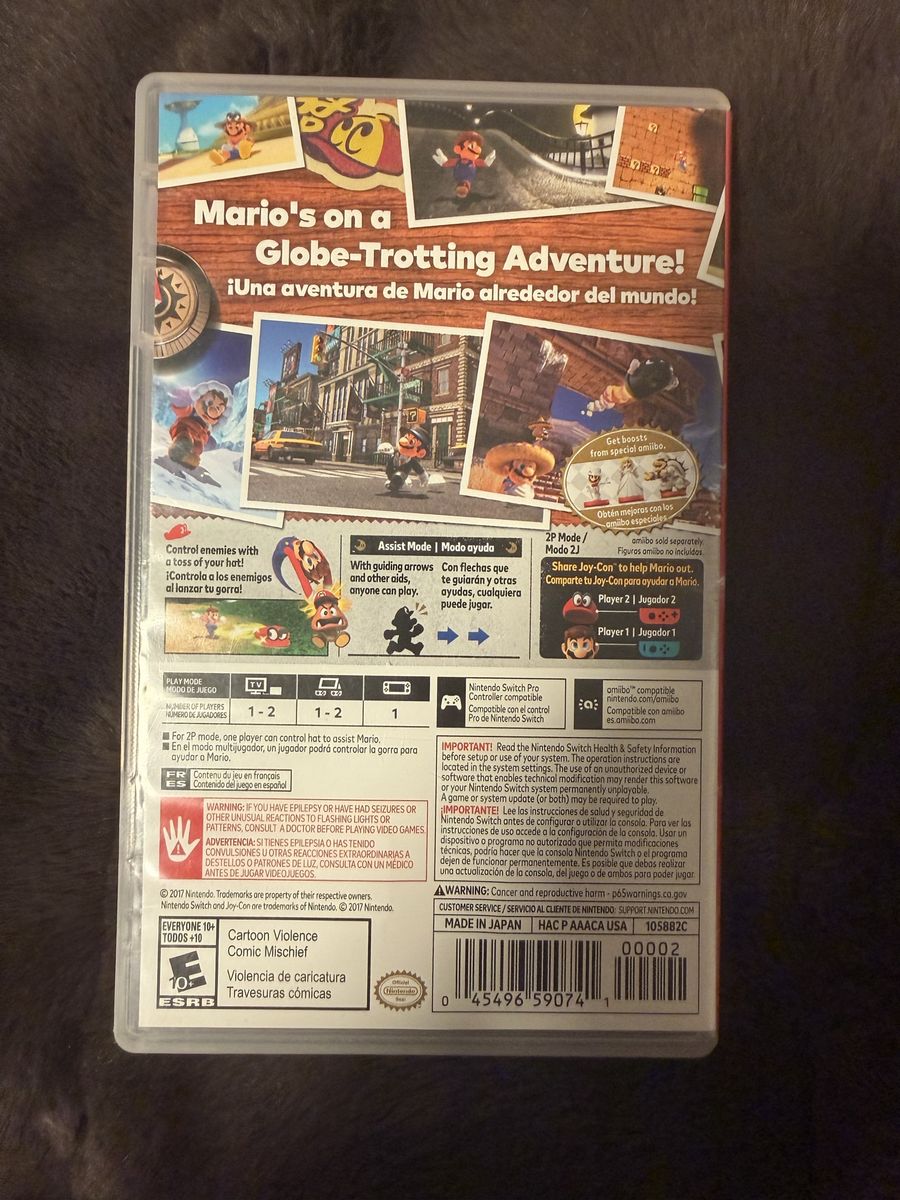 Mario's on a
Globe-Trotting Adventure!
¡Una aventura de Mario alrededor del mundo!
Get boosts
from special amiibo.
Obtén mejoras con los
amiibo especiales.
amiibo sold separately.
Figuras amiibo no incluidas.
Control enemies with
a toss of your hat!
¡Controla a los enemigos
al lanzar tu gorra!
Assist Mode | Modo ayuda
With guiding arrows
and other aids,
anyone can play.
Con flechas que
te guiarán y otras
ayudas, cualquiera
puede jugar.
2P Mode /
Modo 2J
Share Joy-Con™ to help Mario out.
Comparte tu Joy-Con para ayudar a Mario.
Player 2 | Jugador 2
Player 1 | Jugador 1
PLAY MODE
MODO DE JUEGO
TV
NUMBER OF PLAYERS
NÚMERO DE JUGADORES
1 - 2
1 - 2
1
Nintendo Switch Pro
Controller compatible
Compatible con el control
Pro de Nintendo Switch
amiibo™ compatible
nintendo.com/amiibo
Compatible con amiibo
es.amiibo.com
For 2P mode, one player can control hat to assist Mario.
En el modo multijugador, un jugador podrá controlar la gorra para
ayudar a Mario.
FR Contenu du jeu en français
ES Contenido del juego en español
WARNING: IF YOU HAVE EPILEPSY OR HAVE HAD SEIZURES OR
OTHER UNUSUAL REACTIONS TO FLASHING LIGHTS OR
PATTERNS, CONSULT A DOCTOR BEFORE PLAYING VIDEO GAMES.
ADVERTENCIA: SI TIENES EPILEPSIA O HAS TENIDO
CONVULSIONES U OTRAS REACCIONES EXTRAORDINARIAS A
DESTELLOS O PATRONES DE LUZ, CONSULTA CON UN MÉDICO
ANTES DE JUGAR VIDEOJUEGOS.
IMPORTANT! Read the Nintendo Switch Health & Safety Information
before setup or use of your system. The operation instructions are
located in the system settings. The use of an unauthorized device or
software that enables technical modification may render this software
or your Nintendo Switch system permanently unplayable.
A game or system update (or both) may be required to play.
¡IMPORTANTE! Lee las instrucciones de salud y seguridad de
Nintendo Switch antes de configurar o utilizar la consola. Para ver las
instrucciones de uso accede a la configuración de la consola. Usar un
dispositivo o programa no autorizado que permita modificaciones
técnicas, podría hacer que la consola Nintendo Switch o el programa
dejen de funcionar permanentemente. Es posible que debas realizar
una actualización de la consola, del juego o de ambos para poder jugar.
© 2017 Nintendo. Trademarks are property of their respective owners.
Nintendo Switch and Joy-Con are trademarks of Nintendo. © 2017 Nintendo.
WARNING: Cancer and reproductive harm - p65warnings.ca.gov
CUSTOMER SERVICE / SERVICIO AL CLIENTE DE NINTENDO: SUPPORT.NINTENDO.COM
MADE IN JAPAN
HAC P AAACA USA
105882C
EVERYONE 10+
TODOS +10
E
10+
ESRB
Cartoon Violence
Comic Mischief
Violencia de caricatura
Travesuras cómicas
Official
Nintendo
Seal
0 45496 59074 1
00002